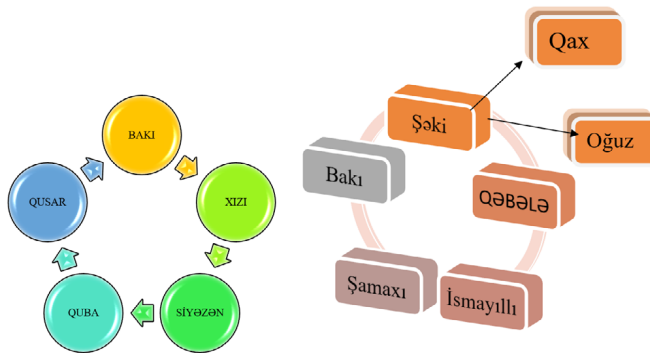 BAKI
XIZI
SİYƏZƏN
QUBA
QUSAR
Qax
Şəki
Oğuz
Bakı
QƏBƏLƏ
Şamaxı
İsmayıllı